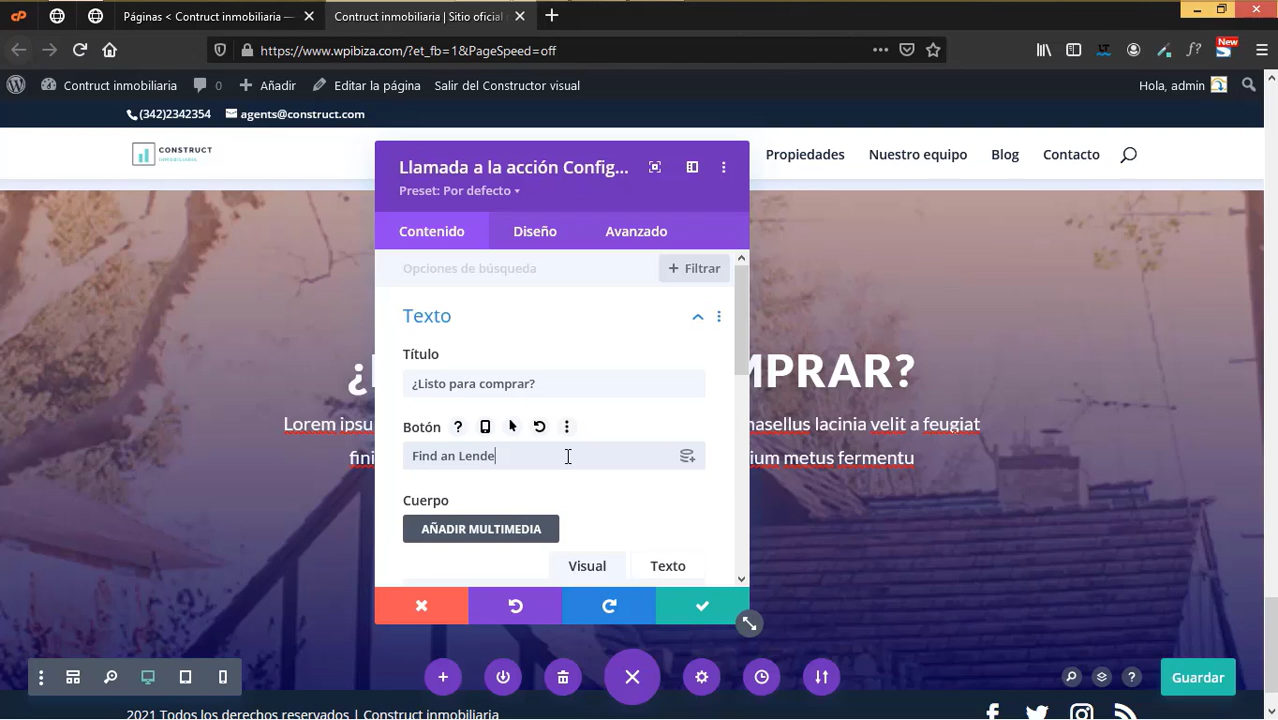 Páginas < Contruct inmobiliaria —
Contruct inmobiliaria | Sitio oficial
https://www.wpibiza.com/?et_fb=1&PageSpeed=off
New
Contruct inmobiliaria
0
Añadir
Editar la página
Salir del Constructor visual
Hola, admin
(342)2342354
agents@construct.com
CONSTRUCT
INMOBILIARIA
Propiedades
Nuestro equipo
Blog
Contacto
Llamada a la acción Config...
Preset: Por defecto
Contenido
Diseño
Avanzado
Opciones de búsqueda
+ Filtrar
Texto
Título
¿Listo para comprar?
Botón
Find an Lende
Cuerpo
AÑADIR MULTIMEDIA
Visual
Texto
¿
MPRAR?
Lorem ipsu
hasellus lacinia velit a feugiat
fini
ium metus fermentu
Guardar
2021 Todos los derechos reservados | Construct inmobiliaria